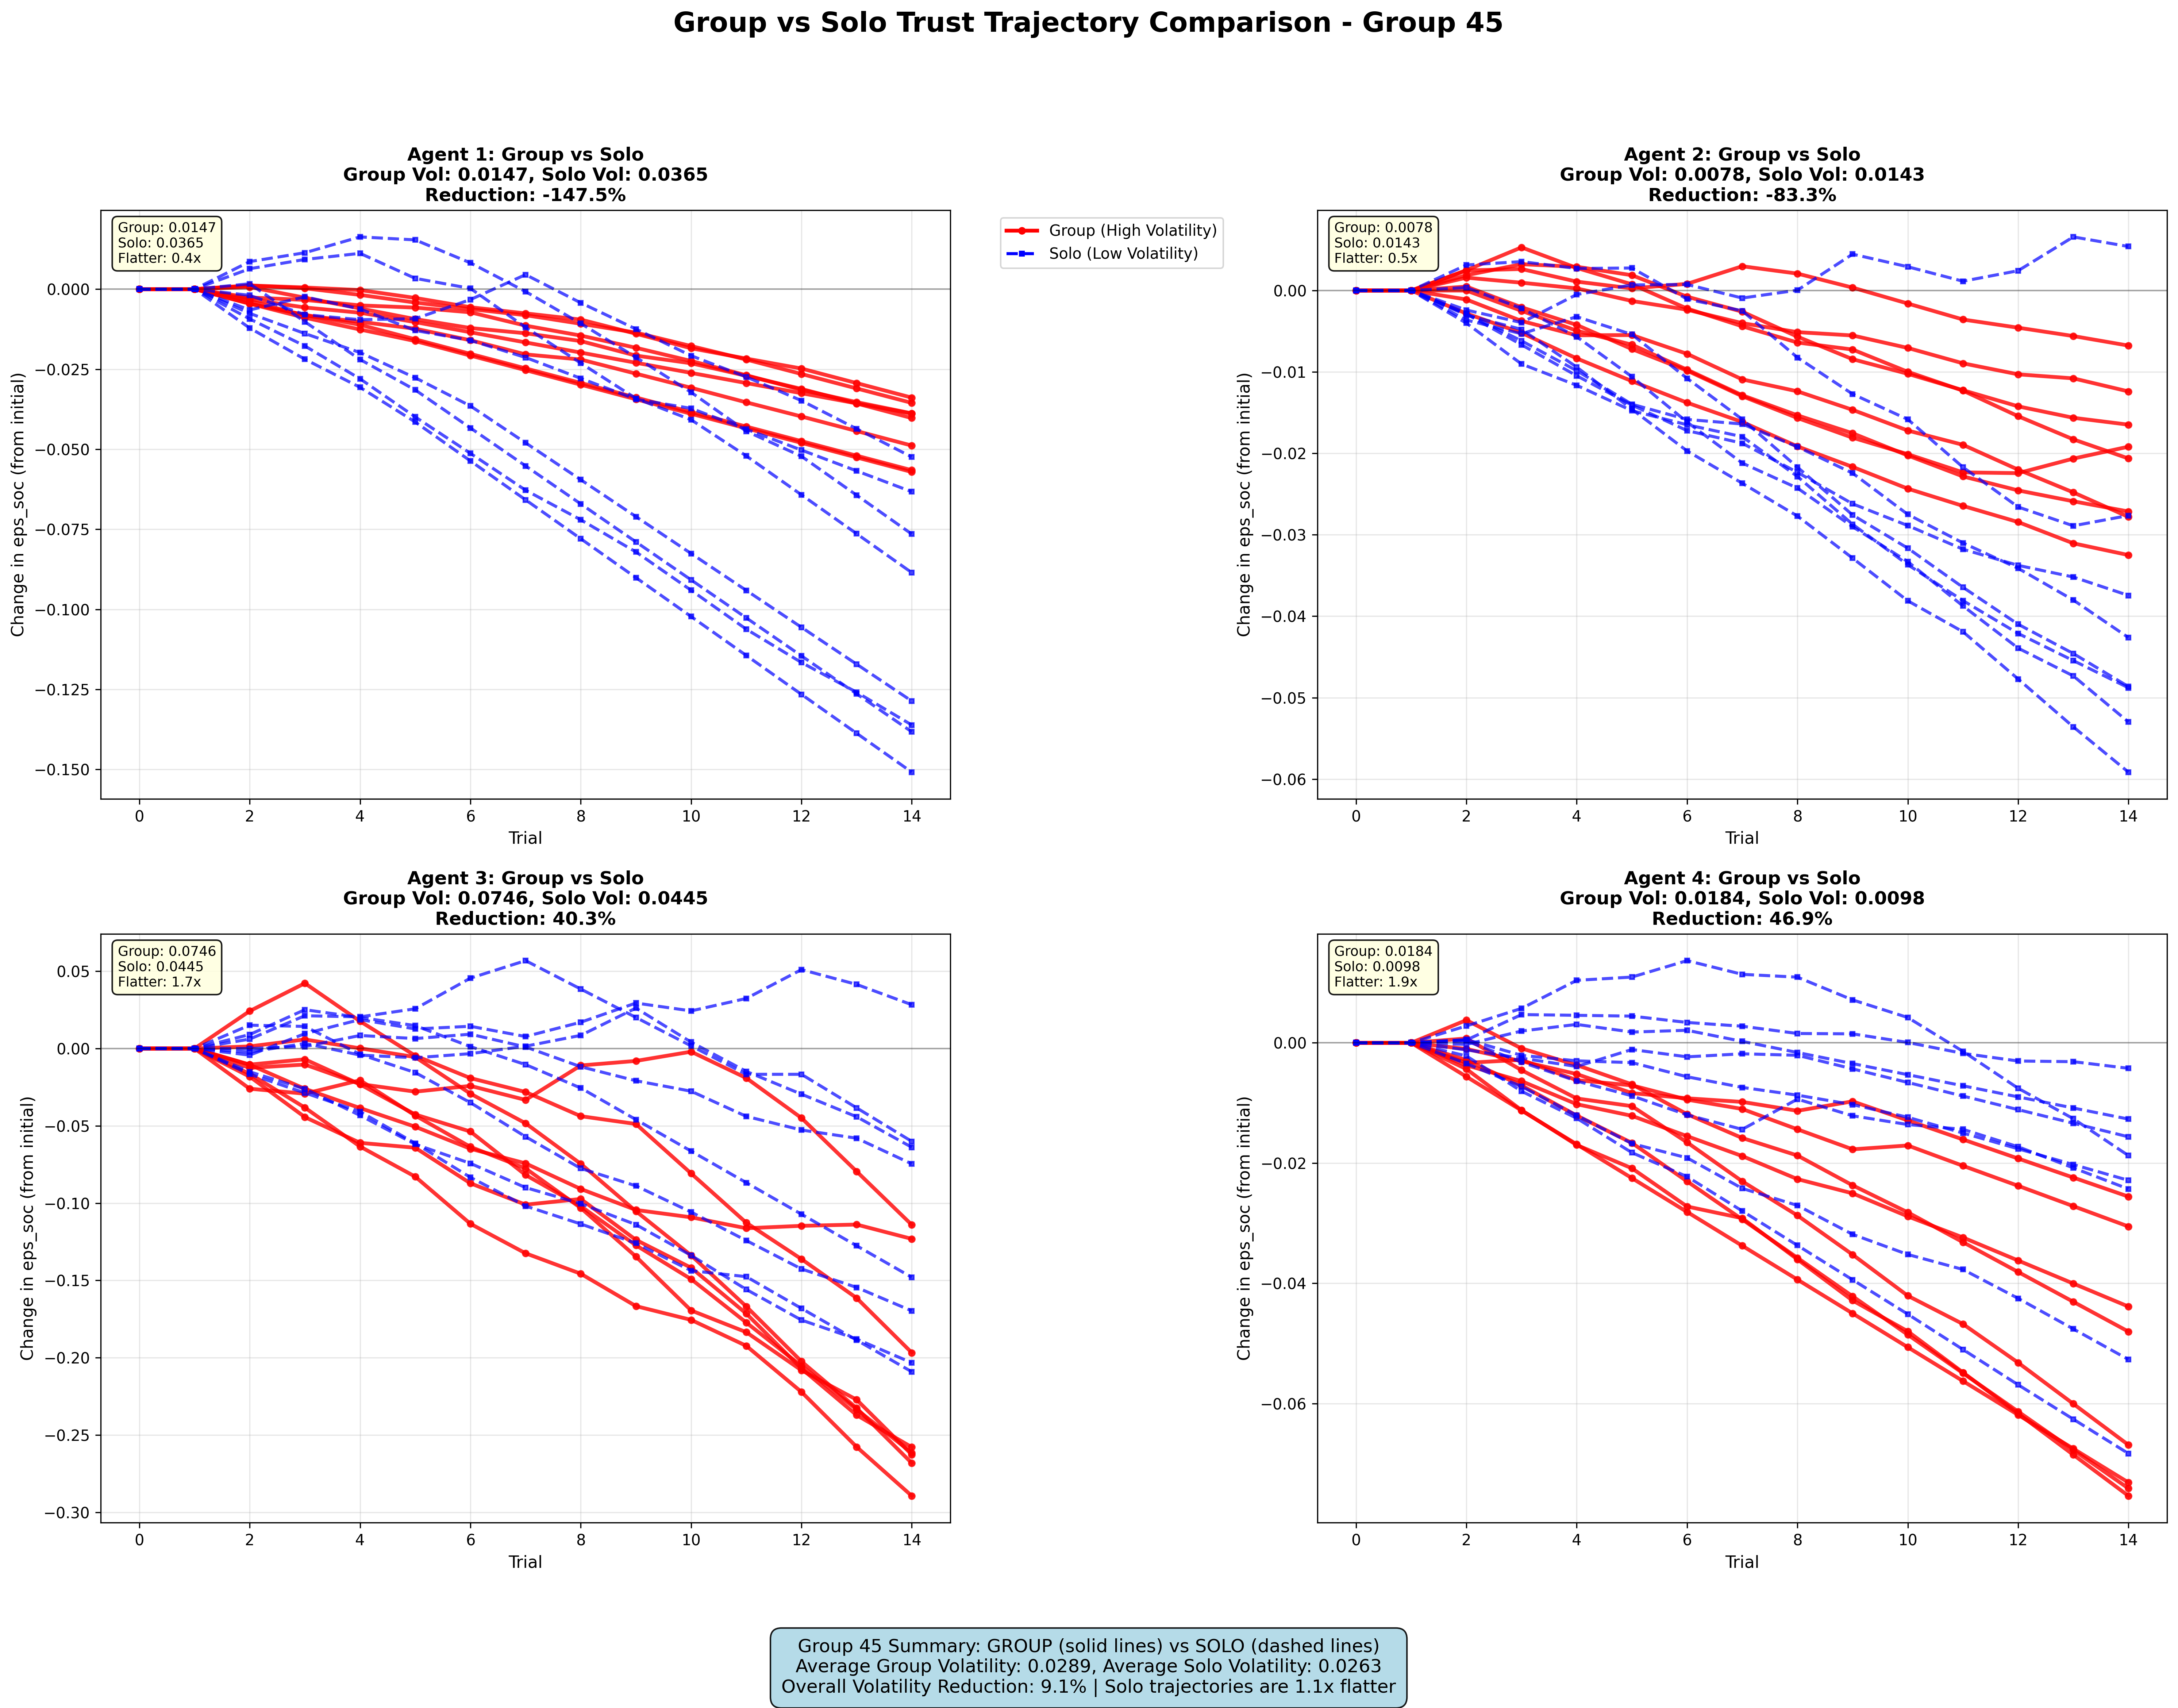 Group vs Solo Trust Trajectory Comparison - Group 45
Agent 1: Group vs Solo
Group Vol: 0.0147, Solo Vol: 0.0365
Reduction: -147.5%
Group: 0.0147
Solo: 0.0365
Flatter: 0.4x
0.000
−0.025
−0.050
−0.075
−0.100
−0.125
−0.150
Change in eps_soc (from initial)
0 2 4 6 8 10 12 14
Trial
Group (High Volatility)
Solo (Low Volatility)
Agent 2: Group vs Solo
Group Vol: 0.0078, Solo Vol: 0.0143
Reduction: -83.3%
Group: 0.0078
Solo: 0.0143
Flatter: 0.5x
0.00
−0.01
−0.02
−0.03
−0.04
−0.05
−0.06
Change in eps_soc (from initial)
0 2 4 6 8 10 12 14
Trial
Agent 3: Group vs Solo
Group Vol: 0.0746, Solo Vol: 0.0445
Reduction: 40.3%
Group: 0.0746
Solo: 0.0445
Flatter: 1.7x
0.05
0.00
−0.05
−0.10
−0.15
−0.20
−0.25
−0.30
Change in eps_soc (from initial)
0 2 4 6 8 10 12 14
Trial
Agent 4: Group vs Solo
Group Vol: 0.0184, Solo Vol: 0.0098
Reduction: 46.9%
Group: 0.0184
Solo: 0.0098
Flatter: 1.9x
0.00
−0.02
−0.04
−0.06
Change in eps_soc (from initial)
0 2 4 6 8 10 12 14
Trial
Group 45 Summary: GROUP (solid lines) vs SOLO (dashed lines)
Average Group Volatility: 0.0289, Average Solo Volatility: 0.0263
Overall Volatility Reduction: 9.1% | Solo trajectories are 1.1x flatter